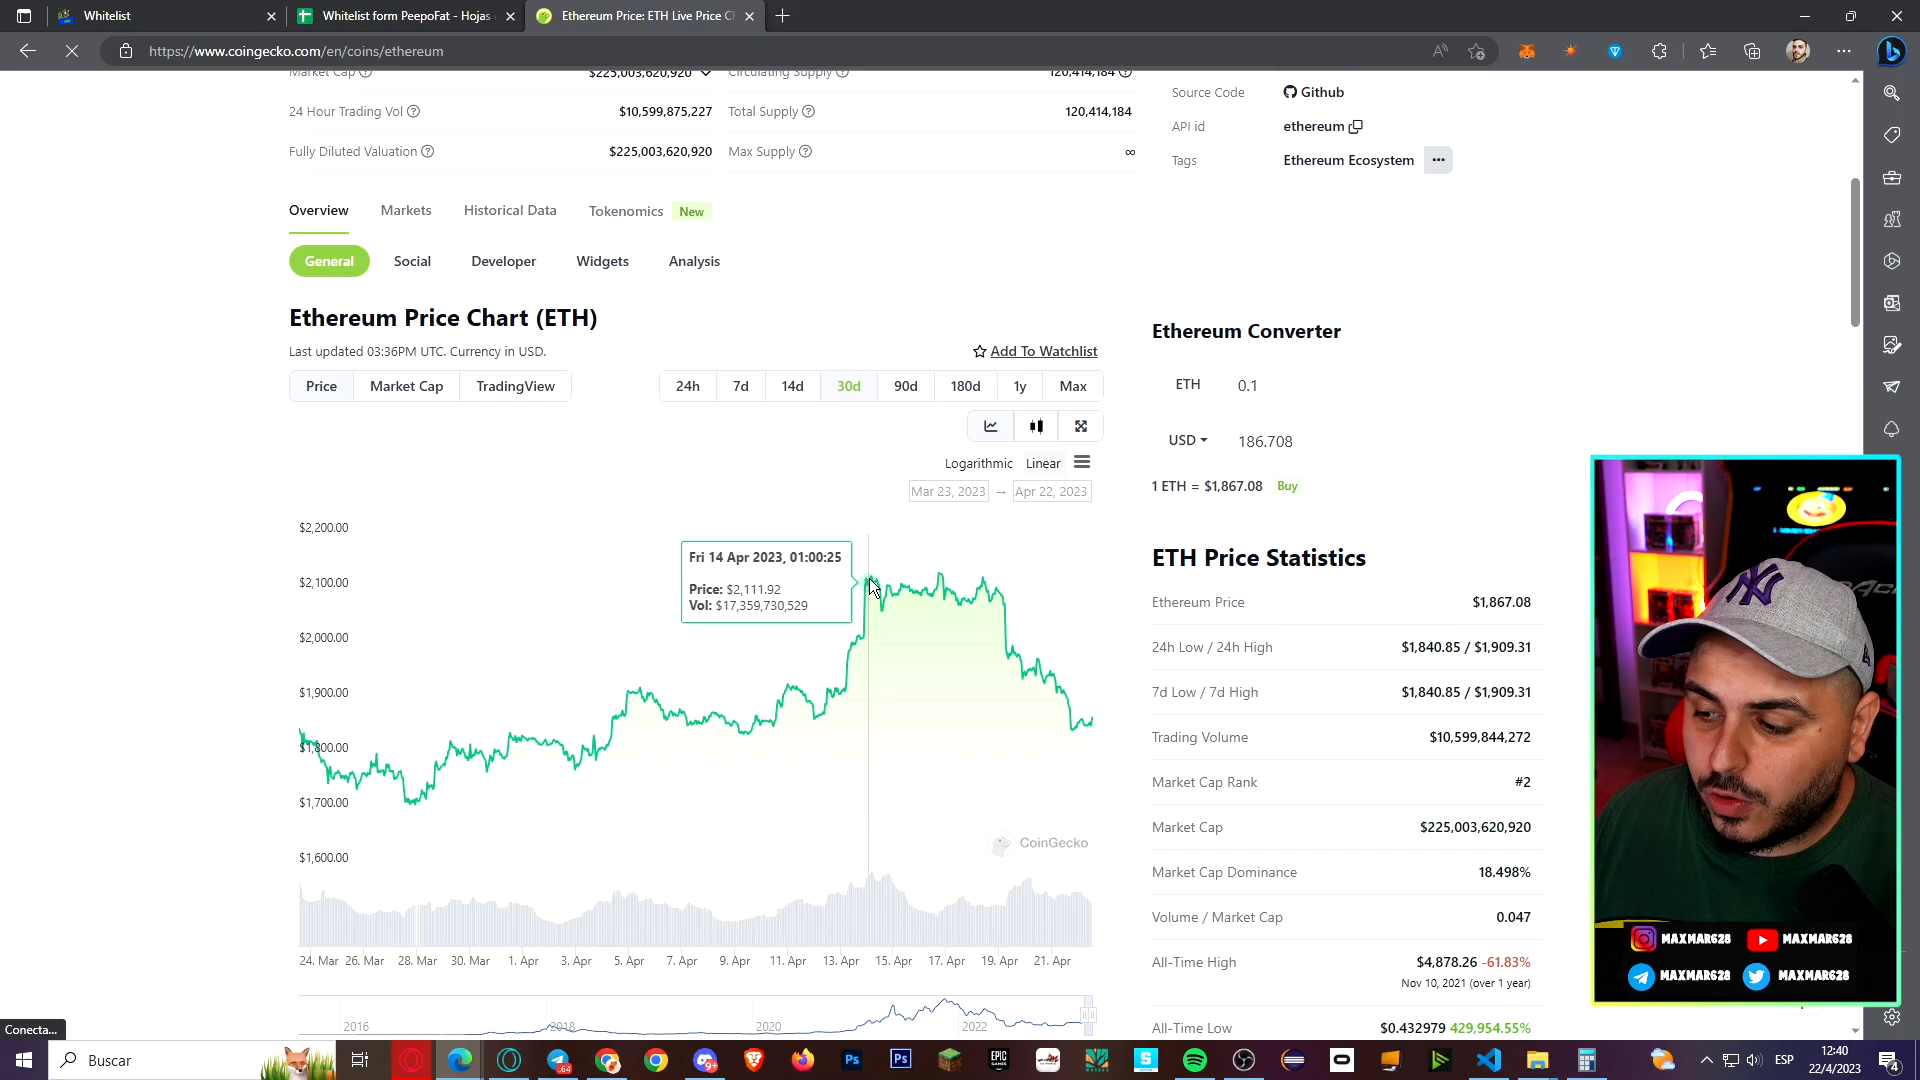 Whitelist
Whitelist form PeepoFat - Hojas
Ethereum Price: ETH Live Price C
https://www.coingecko.com/en/coins/ethereum
Market Cap
$225,003,620,920
Circulating Supply
120,414,184
24 Hour Trading Vol
$10,599,875,227
Total Supply
120,414,184
Fully Diluted Valuation
$225,003,620,920
Max Supply
∞
Source Code
Github
API id
ethereum
Tags
Ethereum Ecosystem
Overview
Markets
Historical Data
Tokenomics
New
General
Social
Developer
Widgets
Analysis
Ethereum Price Chart (ETH)
Last updated 03:36PM UTC. Currency in USD.
Add To Watchlist
Price
Market Cap
TradingView
24h
7d
14d
30d
90d
180d
1y
Max
Logarithmic
Linear
Mar 23, 2023 → Apr 22, 2023
$2,200.00
$2,100.00
$2,000.00
$1,900.00
$1,800.00
$1,700.00
$1,600.00
Fri 14 Apr 2023, 01:00:25
Price: $2,111.92
Vol: $17,359,730,529
CoinGecko
24. Mar
26. Mar
28. Mar
30. Mar
1. Apr
3. Apr
5. Apr
7. Apr
9. Apr
11. Apr
13. Apr
15. Apr
17. Apr
19. Apr
21. Apr
2016
2018
2020
2022
Ethereum Converter
ETH
0.1
USD
186.708
1 ETH = $1,867.08
Buy
ETH Price Statistics
Ethereum Price
$1,867.08
24h Low / 24h High
$1,840.85 / $1,909.31
7d Low / 7d High
$1,840.85 / $1,909.31
Trading Volume
$10,599,844,272
Market Cap Rank
#2
Market Cap
$225,003,620,920
Market Cap Dominance
18.498%
Volume / Market Cap
0.047
All-Time High
$4,878.26 -61.83%
Nov 10, 2021 (over 1 year)
All-Time Low
$0.432979 429,954.55%
MAXMAR628
MAXMAR628
MAXMAR628
MAXMAR628
Conecta...
Buscar
.64
9+
Ps
Ps
EPIC
GAMES
ESP
12:40
22/4/2023
4